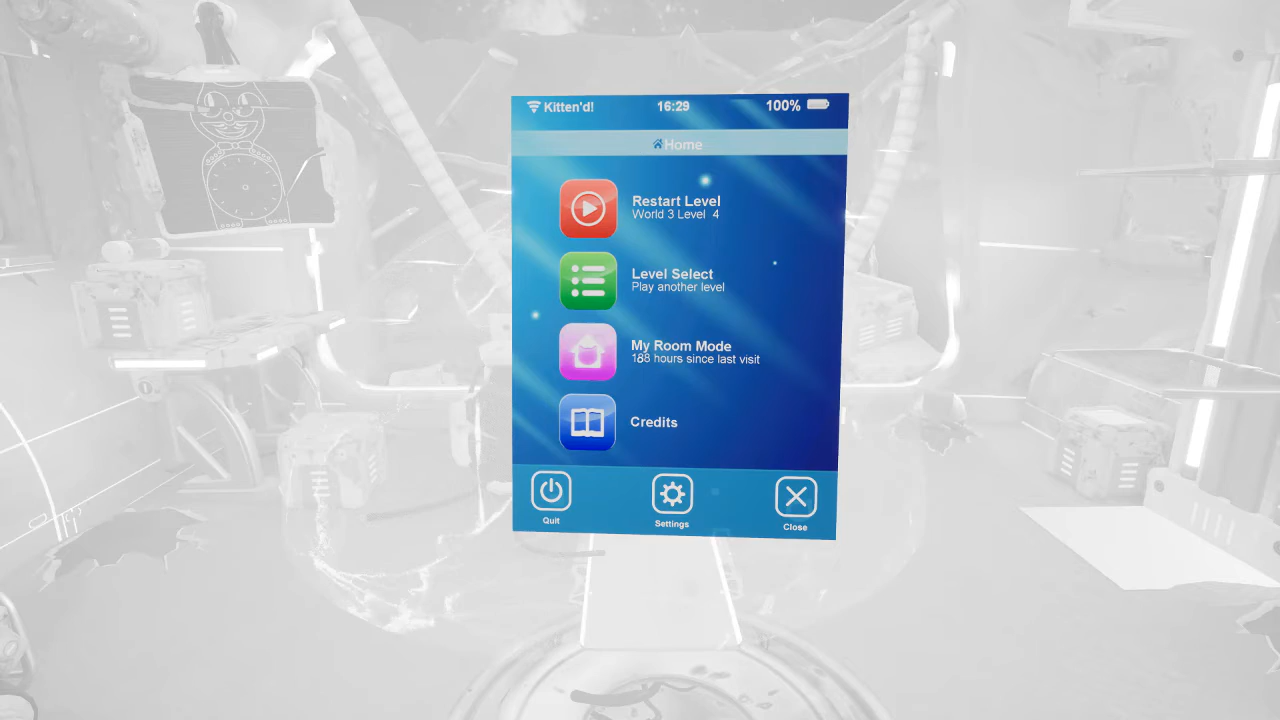 Kitten'd! 16:29 100%
Home
Restart Level
World 3 Level 4
Level Select
Play another level
My Room Mode
188 hours since last visit
Credits
Quit Settings Close